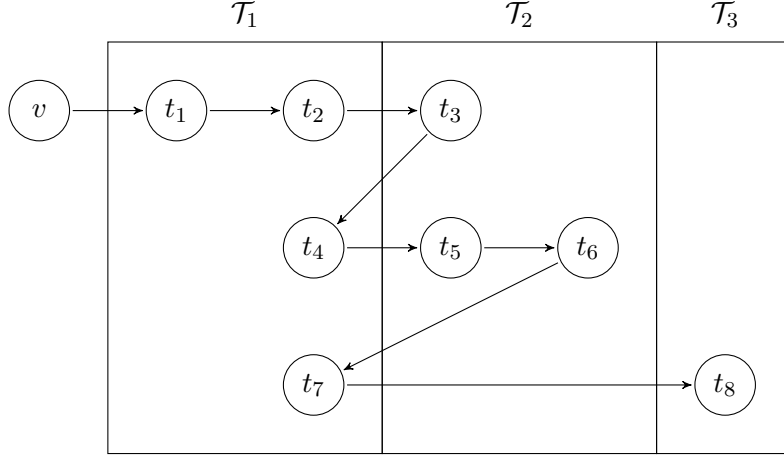 𝒯₁ 𝒯₂ 𝒯₃
v t₁ t₂ t₃
t₄ t₅ t₆
t₇ t₈